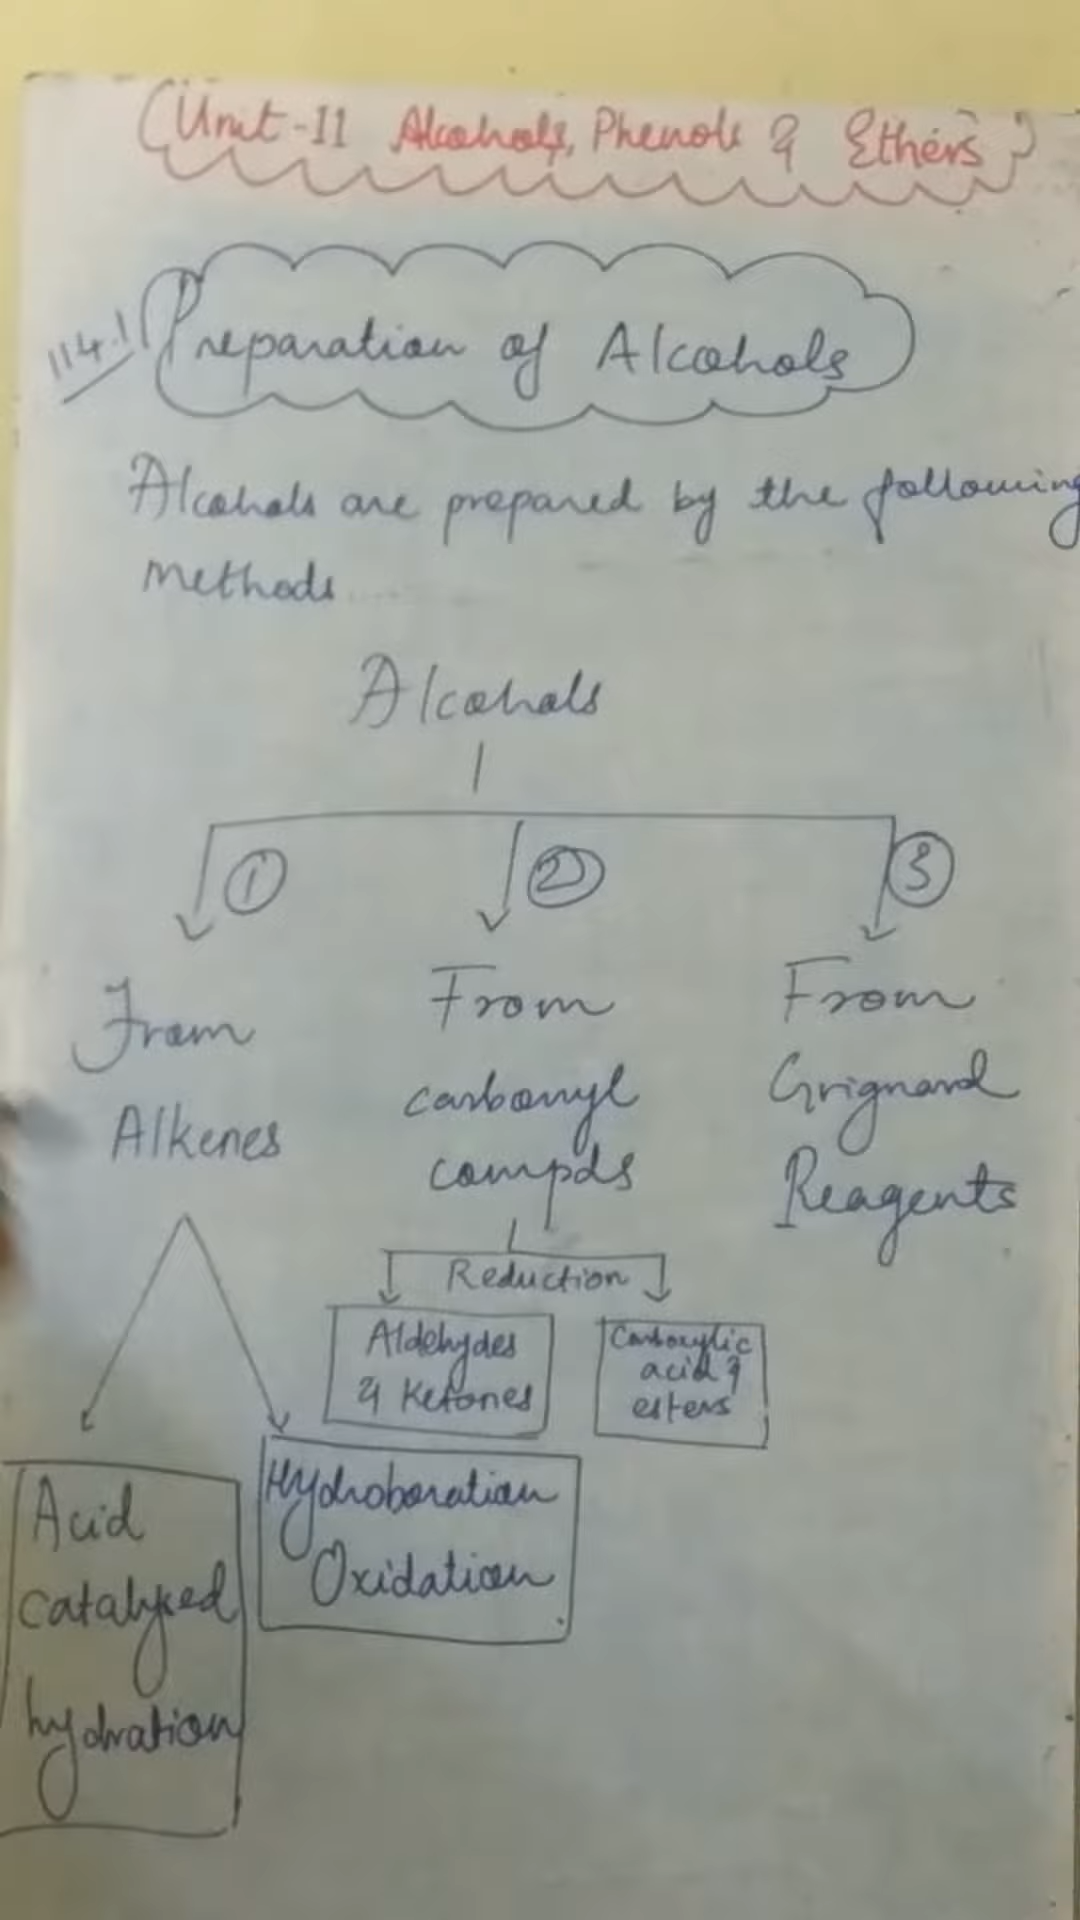 Unit-11 Alcohols, Phenols & Ethers
11.4.1 Preparation of Alcohols
Alcohols are prepared by the following
methods
Alcohols
1 2 3
From
Alkenes
From
carbonyl
compds
From
Grignard
Reagents
Reduction
Aldehydes
& Ketones
Carboxylic
acid &
esters
Acid
catalysed
hydration
Hydroboration
Oxidation